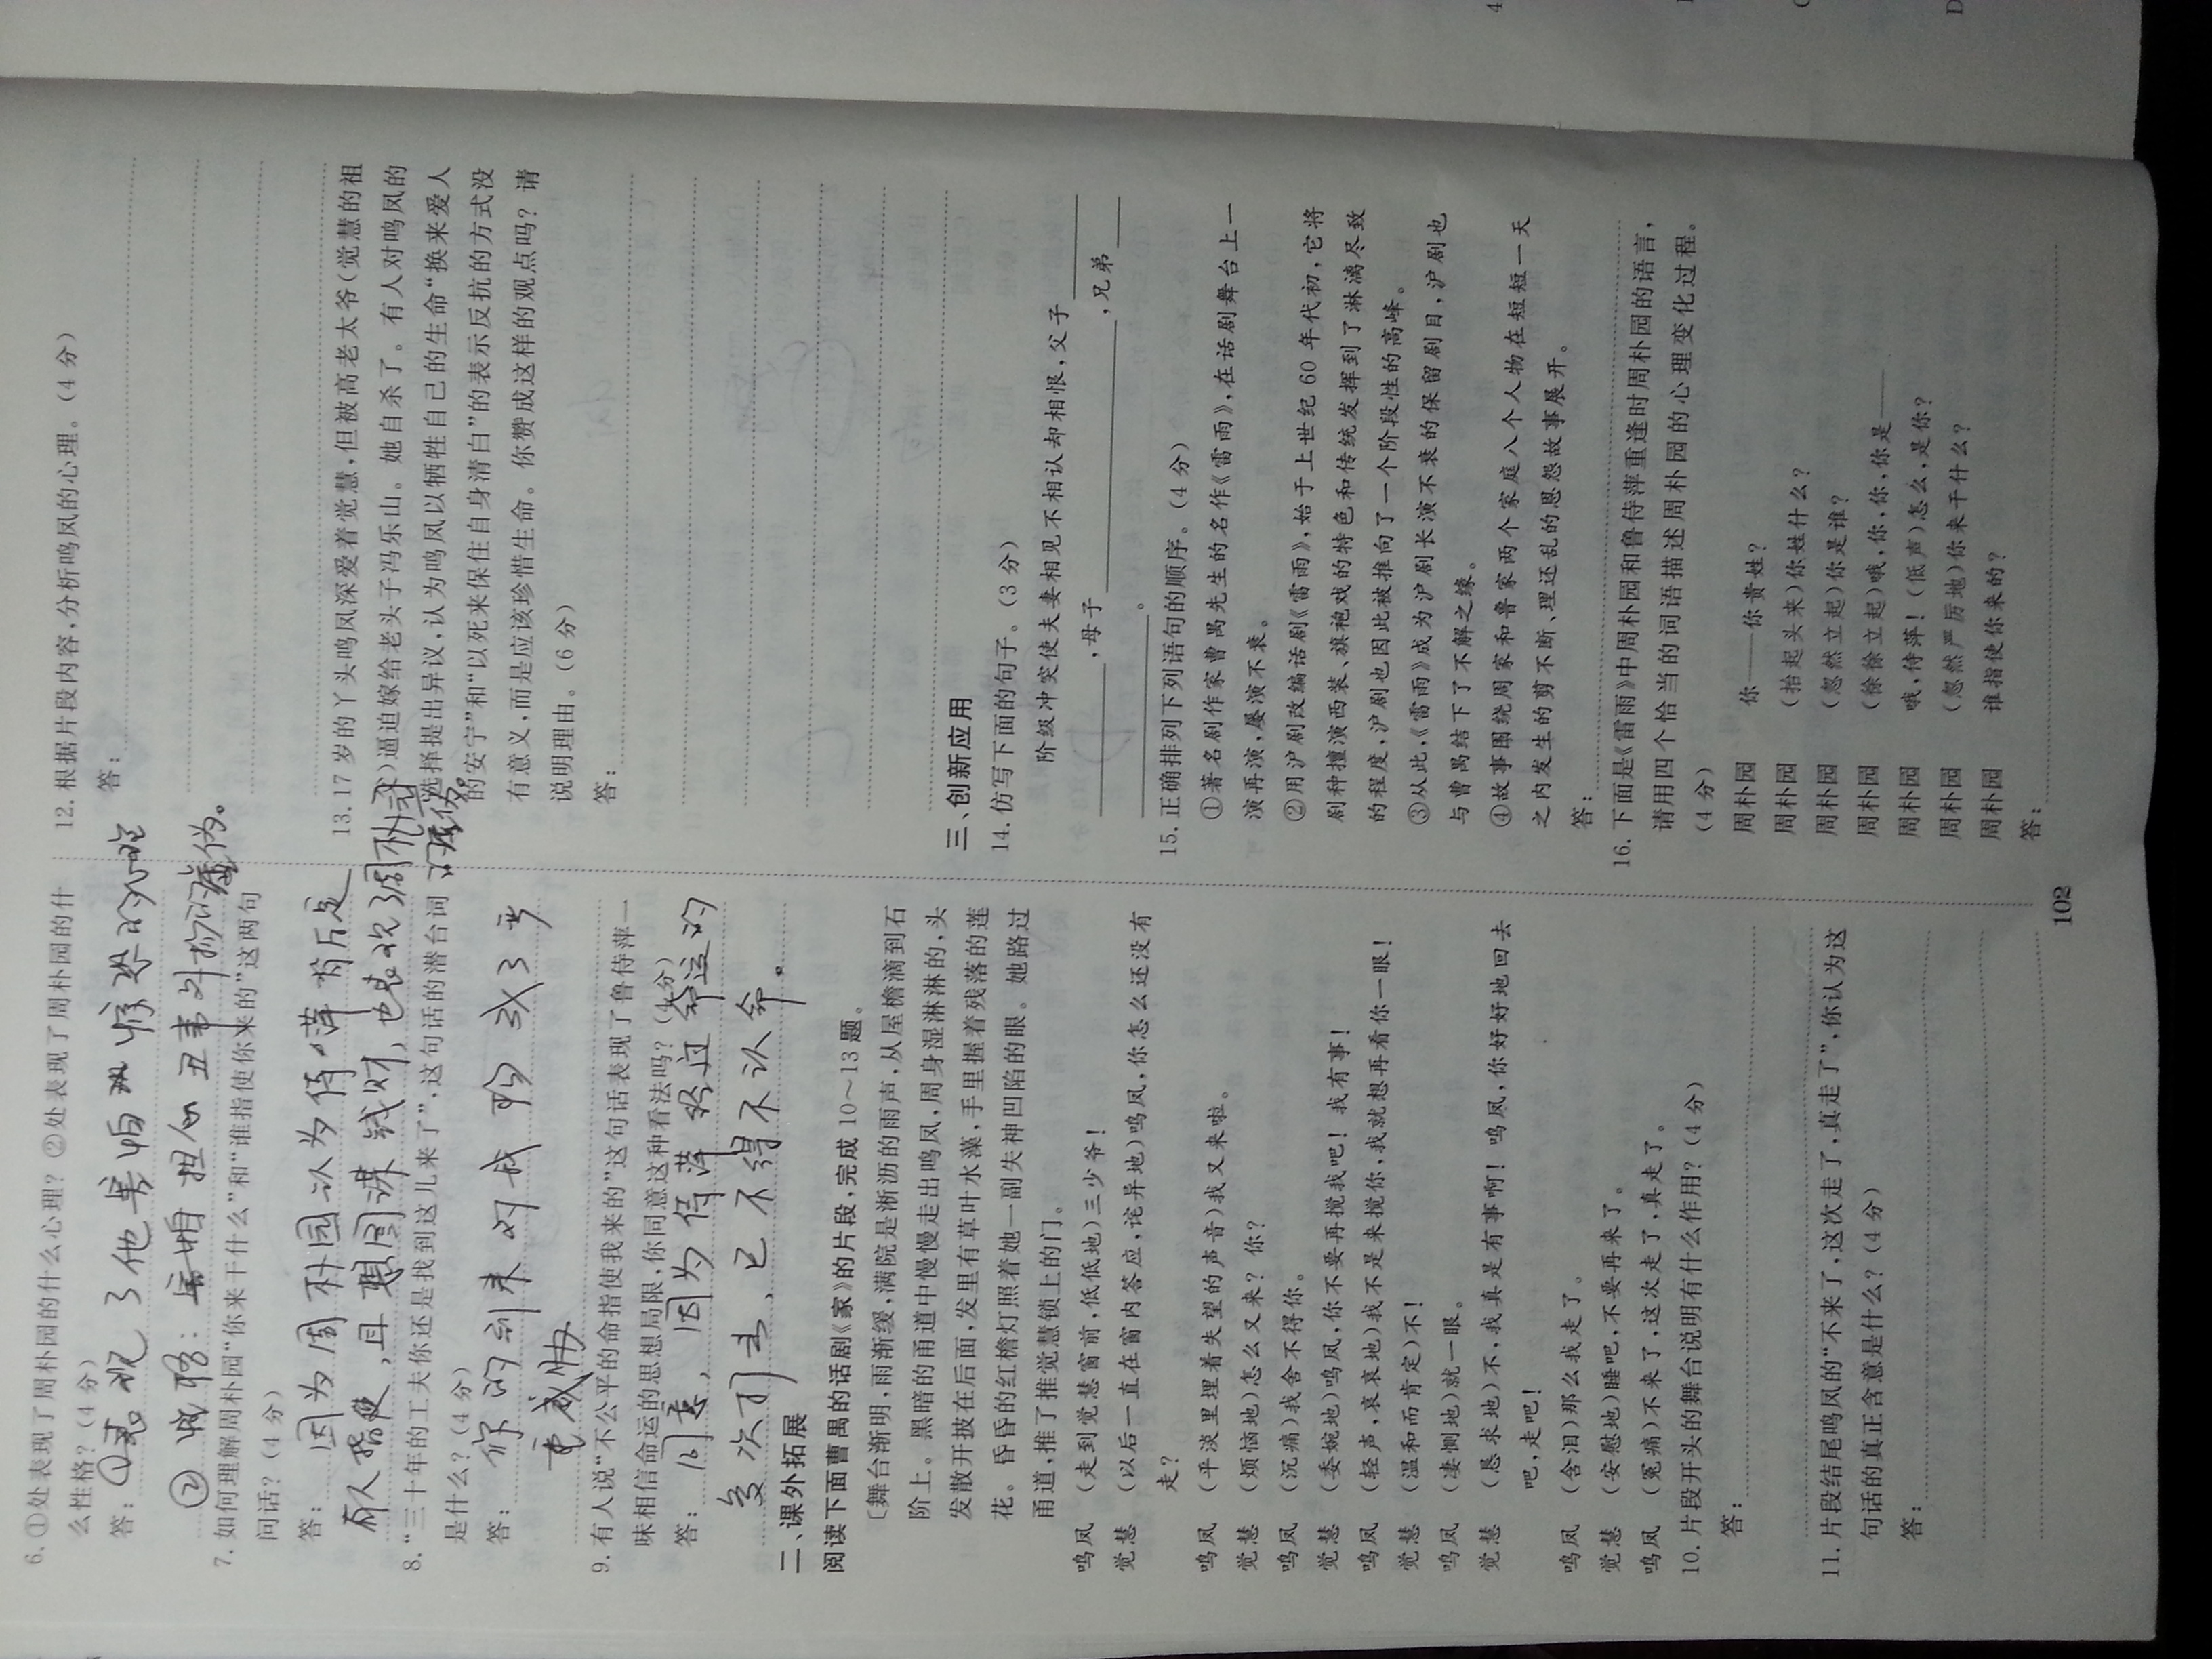 6.①处表现了周朴园的什么心理?②处表现了周朴园的什
么性格?(4分)
答:①表现了他害怕惊恐的心理
②性格:害怕担心丑事外扬的虚伪。
7.如何理解周朴园“你来干什么”和“谁指使你来的”这两句
问话?(4分)
答:因为周朴园认为侍萍背后是
有人指使,且想图谋钱财,也表现了周朴园
的虚伪。
8.“三十年的工夫你还是找到这儿来了”,这句话的潜台词
是什么?(4分)
答:你的到来对我构成了严
重威胁
9.有人说“不公平的命指使我来的”这句话表现了鲁侍萍一
味相信命运的思想局限,你同意这种看法吗?(4分)
答:同意,因为侍萍经过命运的
多次打击,已不得不认命。
二、课外拓展
阅读下面曹禺的话剧《家》的片段,完成10~13题。
〔舞台渐明,雨渐缓,满院是淅沥的雨声,从屋檐滴到石
阶上。黑暗的甬道中慢慢走出鸣凤,周身湿淋淋的,头
发散开披在后面,发里有草叶水藻,手里握着残落的莲
花。昏昏的红檐灯照着她一副失神凹陷的眼。她路过
甬道,推了推觉慧锁上的门。
鸣凤 (走到觉慧窗前,低低地)三少爷!
觉慧 (以后一直在窗内答应,诧异地)鸣凤,你怎么还没有
走?
鸣凤 (平淡里埋着失望的声音)我又来啦。
觉慧 (烦恼地)怎么又来?你?
鸣凤 (沉痛)我舍不得你。
觉慧 (委婉地)鸣凤,你不要再搅我吧!我有事!
鸣凤 (轻声,哀哀地)我不是来搅你,我就想再看你一眼!
觉慧 (温和而肯定)不!
鸣凤 (凄恻地)就一眼。
觉慧 (恳求地)不,我真是有事啊!鸣凤,你好好地回去
吧,走吧!
鸣凤 (含泪)那么我走了。
觉慧 (安慰地)睡吧,不要再来了。
鸣凤 (冤痛)不来了,这次走了,真走了。
10.片段开头的舞台说明有什么作用?(4分)
答:
11.片段结尾鸣凤的“不来了,这次走了,真走了”,你认为这
句话的真正含意是什么?(4分)
答:
12.根据片段内容,分析鸣凤的心理。(4分)
答:
13.17岁的丫头鸣凤深爱着觉慧,但被高老太爷(觉慧的祖
)逼迫嫁给老头子冯乐山。她自杀了。有人对鸣凤的
选择提出异议,认为鸣凤以牺牲自己的生命“换来爱人
的安宁”和“以死来保住自身清白”的表示反抗的方式没
有意义,而是应该珍惜生命。你赞成这样的观点吗?请
说明理由。(6分)
答:
三、创新应用
14.仿写下面的句子。(3分)
阶级冲突使夫妻相见不相认却相恨,父子
,母子 ,兄弟
。
15.正确排列下列语句的顺序。(4分)
①著名剧作家曹禺先生的名作《雷雨》,在话剧舞台上一
演再演,屡演不衰。
②用沪剧改编话剧《雷雨》,始于上世纪60年代初,它将
剧种擅演西装、旗袍戏的特色和传统发挥到了淋漓尽致
的程度,沪剧也因此被推向了一个阶段性的高峰。
③从此,《雷雨》成为沪剧长演不衰的保留剧目,沪剧也
与曹禺结下了不解之缘。
④故事围绕周家和鲁家两个家庭八个人物在短短一天
之内发生的剪不断、理还乱的恩怨故事展开。
答:
16.下面是《雷雨》中周朴园和鲁侍萍重逢时周朴园的语言,
请用四个恰当的词语描述周朴园的心理变化过程。
(4分)
周朴园 你——你贵姓?
周朴园 (抬起头来)你姓什么?
周朴园 (忽然立起)你是谁?
周朴园 (徐徐立起)哦,你,你,你是——
周朴园 哦,侍萍!(低声)怎么,是你?
周朴园 (忽然严厉地)你来干什么?
周朴园 谁指使你来的?
答:
102